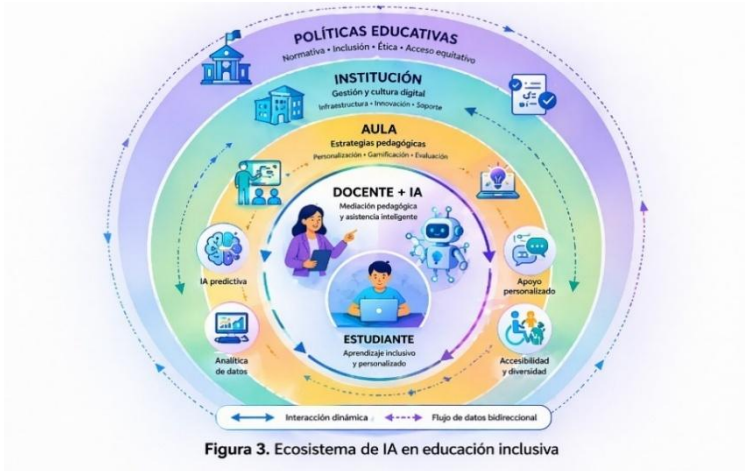 POLÍTICAS EDUCATIVAS
Normativa • Inclusión • Ética • Acceso equitativo
INSTITUCIÓN
Gestión y cultura digital
Infraestructura • Innovación • Soporte
AULA
Estrategias pedagógicas
Personalización • Gamificación • Evaluación
DOCENTE + IA
Mediación pedagógica
y asistencia inteligente
IA predictiva
Apoyo
personalizado
ESTUDIANTE
Aprendizaje inclusivo
y personalizado
Analítica
de datos
Accesibilidad
y diversidad
Interacción dinámica
Flujo de datos bidireccional
Figura 3. Ecosistema de IA en educación inclusiva